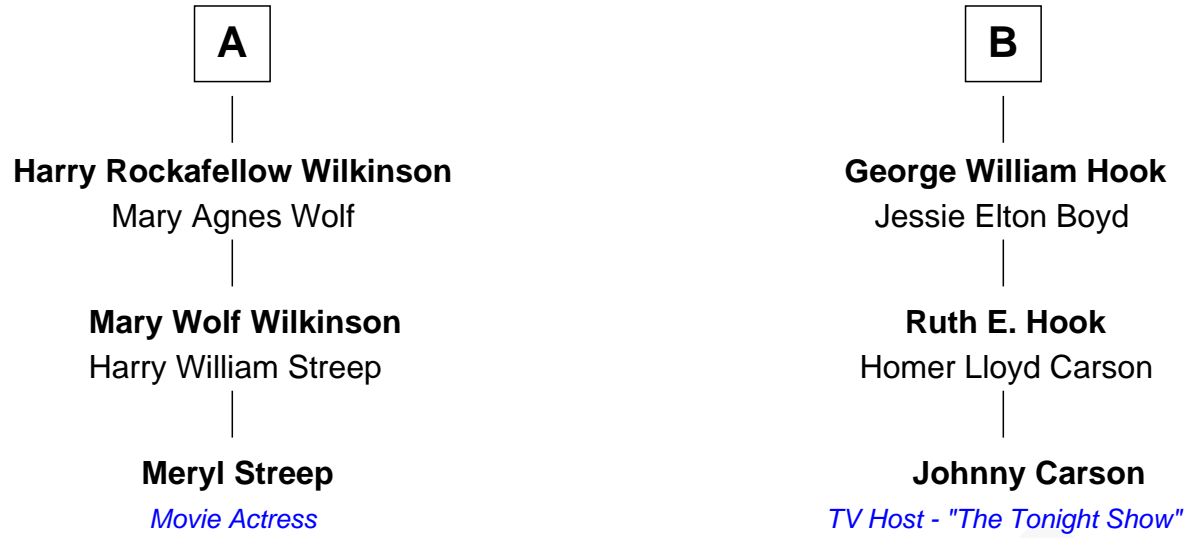 A
Harry Rockafellow Wilkinson
Mary Agnes Wolf
Mary Wolf Wilkinson
Harry William Streep
Meryl Streep
Movie Actress
B
George William Hook
Jessie Elton Boyd
Ruth E. Hook
Homer Lloyd Carson
Johnny Carson
TV Host - "The Tonight Show"